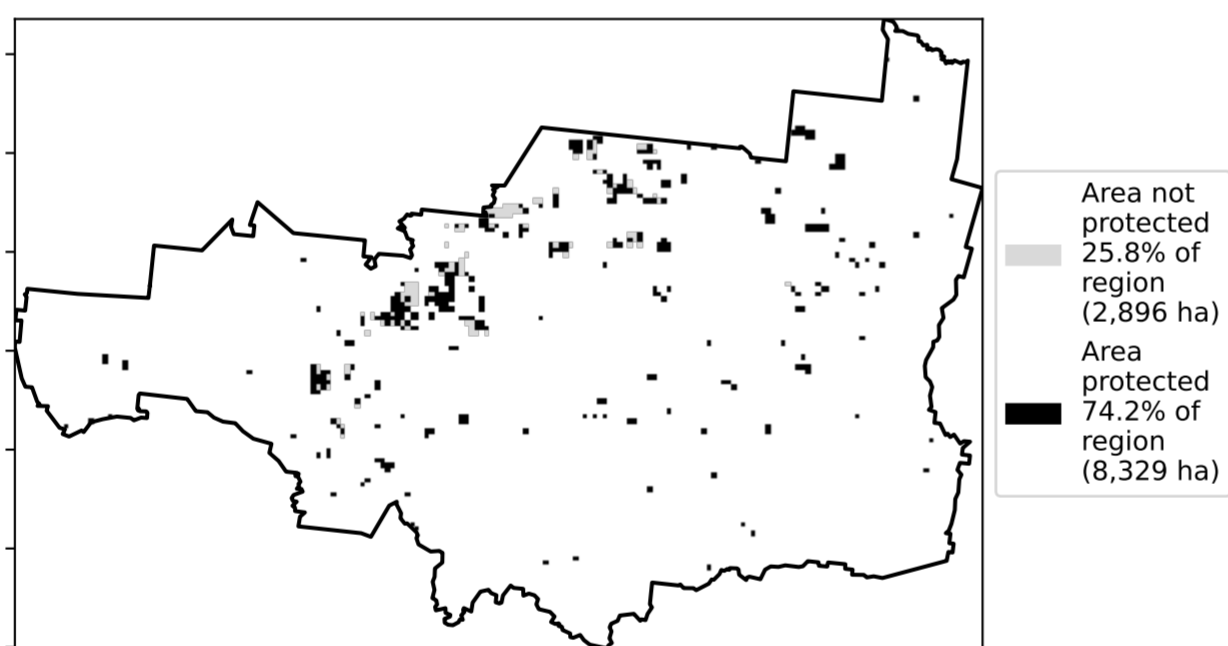 Area not
protected
25.8% of
region
(2,896 ha)
Area
protected
74.2% of
region
(8,329 ha)